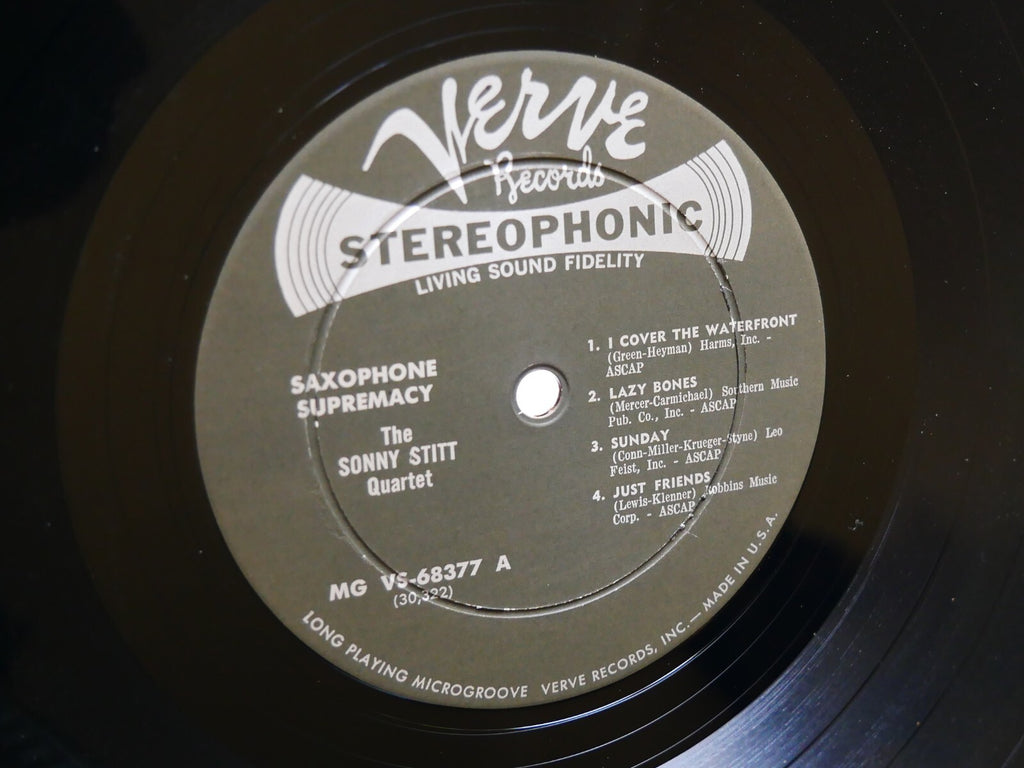 Verve
Records
STEREOPHONIC
LIVING SOUND FIDELITY
SAXOPHONE
SUPREMACY
The
SONNY STITT
Quartet
1. I COVER THE WATERFRONT
(Green-Heyman) Harms, Inc. -
ASCAP
2. LAZY BONES
(Mercer-Carmichael) Southern Music
Pub. Co., Inc. - ASCAP
3. SUNDAY
(Conn-Miller-Krueger-Styne) Leo
Feist, Inc. - ASCAP
4. JUST FRIENDS
(Lewis-Klenner) Robbins Music
Corp. - ASCAP
MG VS-68377 A
(30,322)
LONG PLAYING MICROGROOVE VERVE RECORDS, INC.— MADE IN U.S.A.